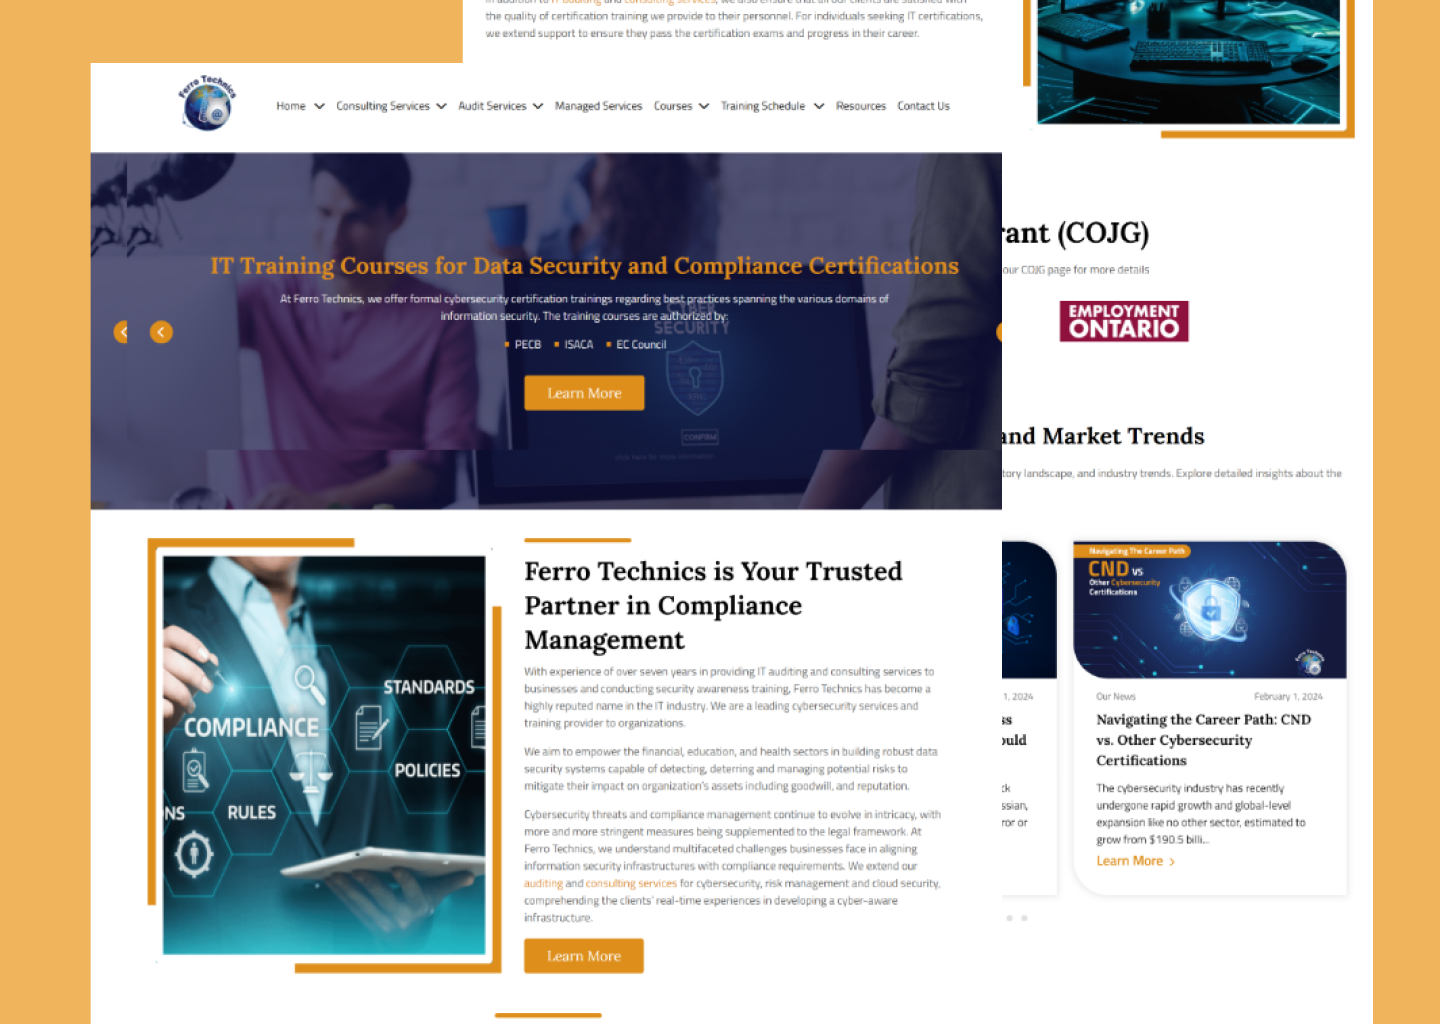 In addition to IT auditing and consulting services, we also ensure that all our clients are satisfied with
the quality of certification training we provide to their personnel. For individuals seeking IT certifications,
we extend support to ensure they pass the certification exams and progress in their career.
Ferro Technics
Home Consulting Services Audit Services Managed Services Courses Training Schedule Resources Contact Us
IT Training Courses for Data Security and Compliance Certifications
At Ferro Technics, we offer formal cybersecurity certification trainings regarding best practices spanning the various domains of
information security. The training courses are authorized by:
CYBER
SECURITY
PECB ISACA EC Council
Learn More
CONFIRM
rant (COJG)
our COJG page for more details
EMPLOYMENT
ONTARIO
and Market Trends
tory landscape, and industry trends. Explore detailed insights about the
COMPLIANCE
STANDARDS
POLICIES
NS
RULES
Ferro Technics is Your Trusted
Partner in Compliance
Management
With experience of over seven years in providing IT auditing and consulting services to
businesses and conducting security awareness training, Ferro Technics has become a
highly reputed name in the IT industry. We are a leading cybersecurity services and
training provider to organizations.
We aim to empower the financial, education, and health sectors in building robust data
security systems capable of detecting, deterring and managing potential risks to
mitigate their impact on organization's assets including goodwill, and reputation.
Cybersecurity threats and compliance management continue to evolve in intricacy, with
more and more stringent measures being supplemented to the legal framework. At
Ferro Technics, we understand multifaceted challenges businesses face in aligning
information security infrastructures with compliance requirements. We extend our
auditing and consulting services for cybersecurity, risk management and cloud security,
comprehending the clients' real-time experiences in developing a cyber-aware
infrastructure.
Learn More
1, 2024
ss
ould
ck
ssian,
ror or
Navigating The Career Path:
CND VS
Other Cybersecurity
Certifications
Ferro Technics
Our News February 1, 2024
Navigating the Career Path: CND
vs. Other Cybersecurity
Certifications
The cybersecurity industry has recently
undergone rapid growth and global-level
expansion like no other sector, estimated to
grow from $190.5 billi...
Learn More